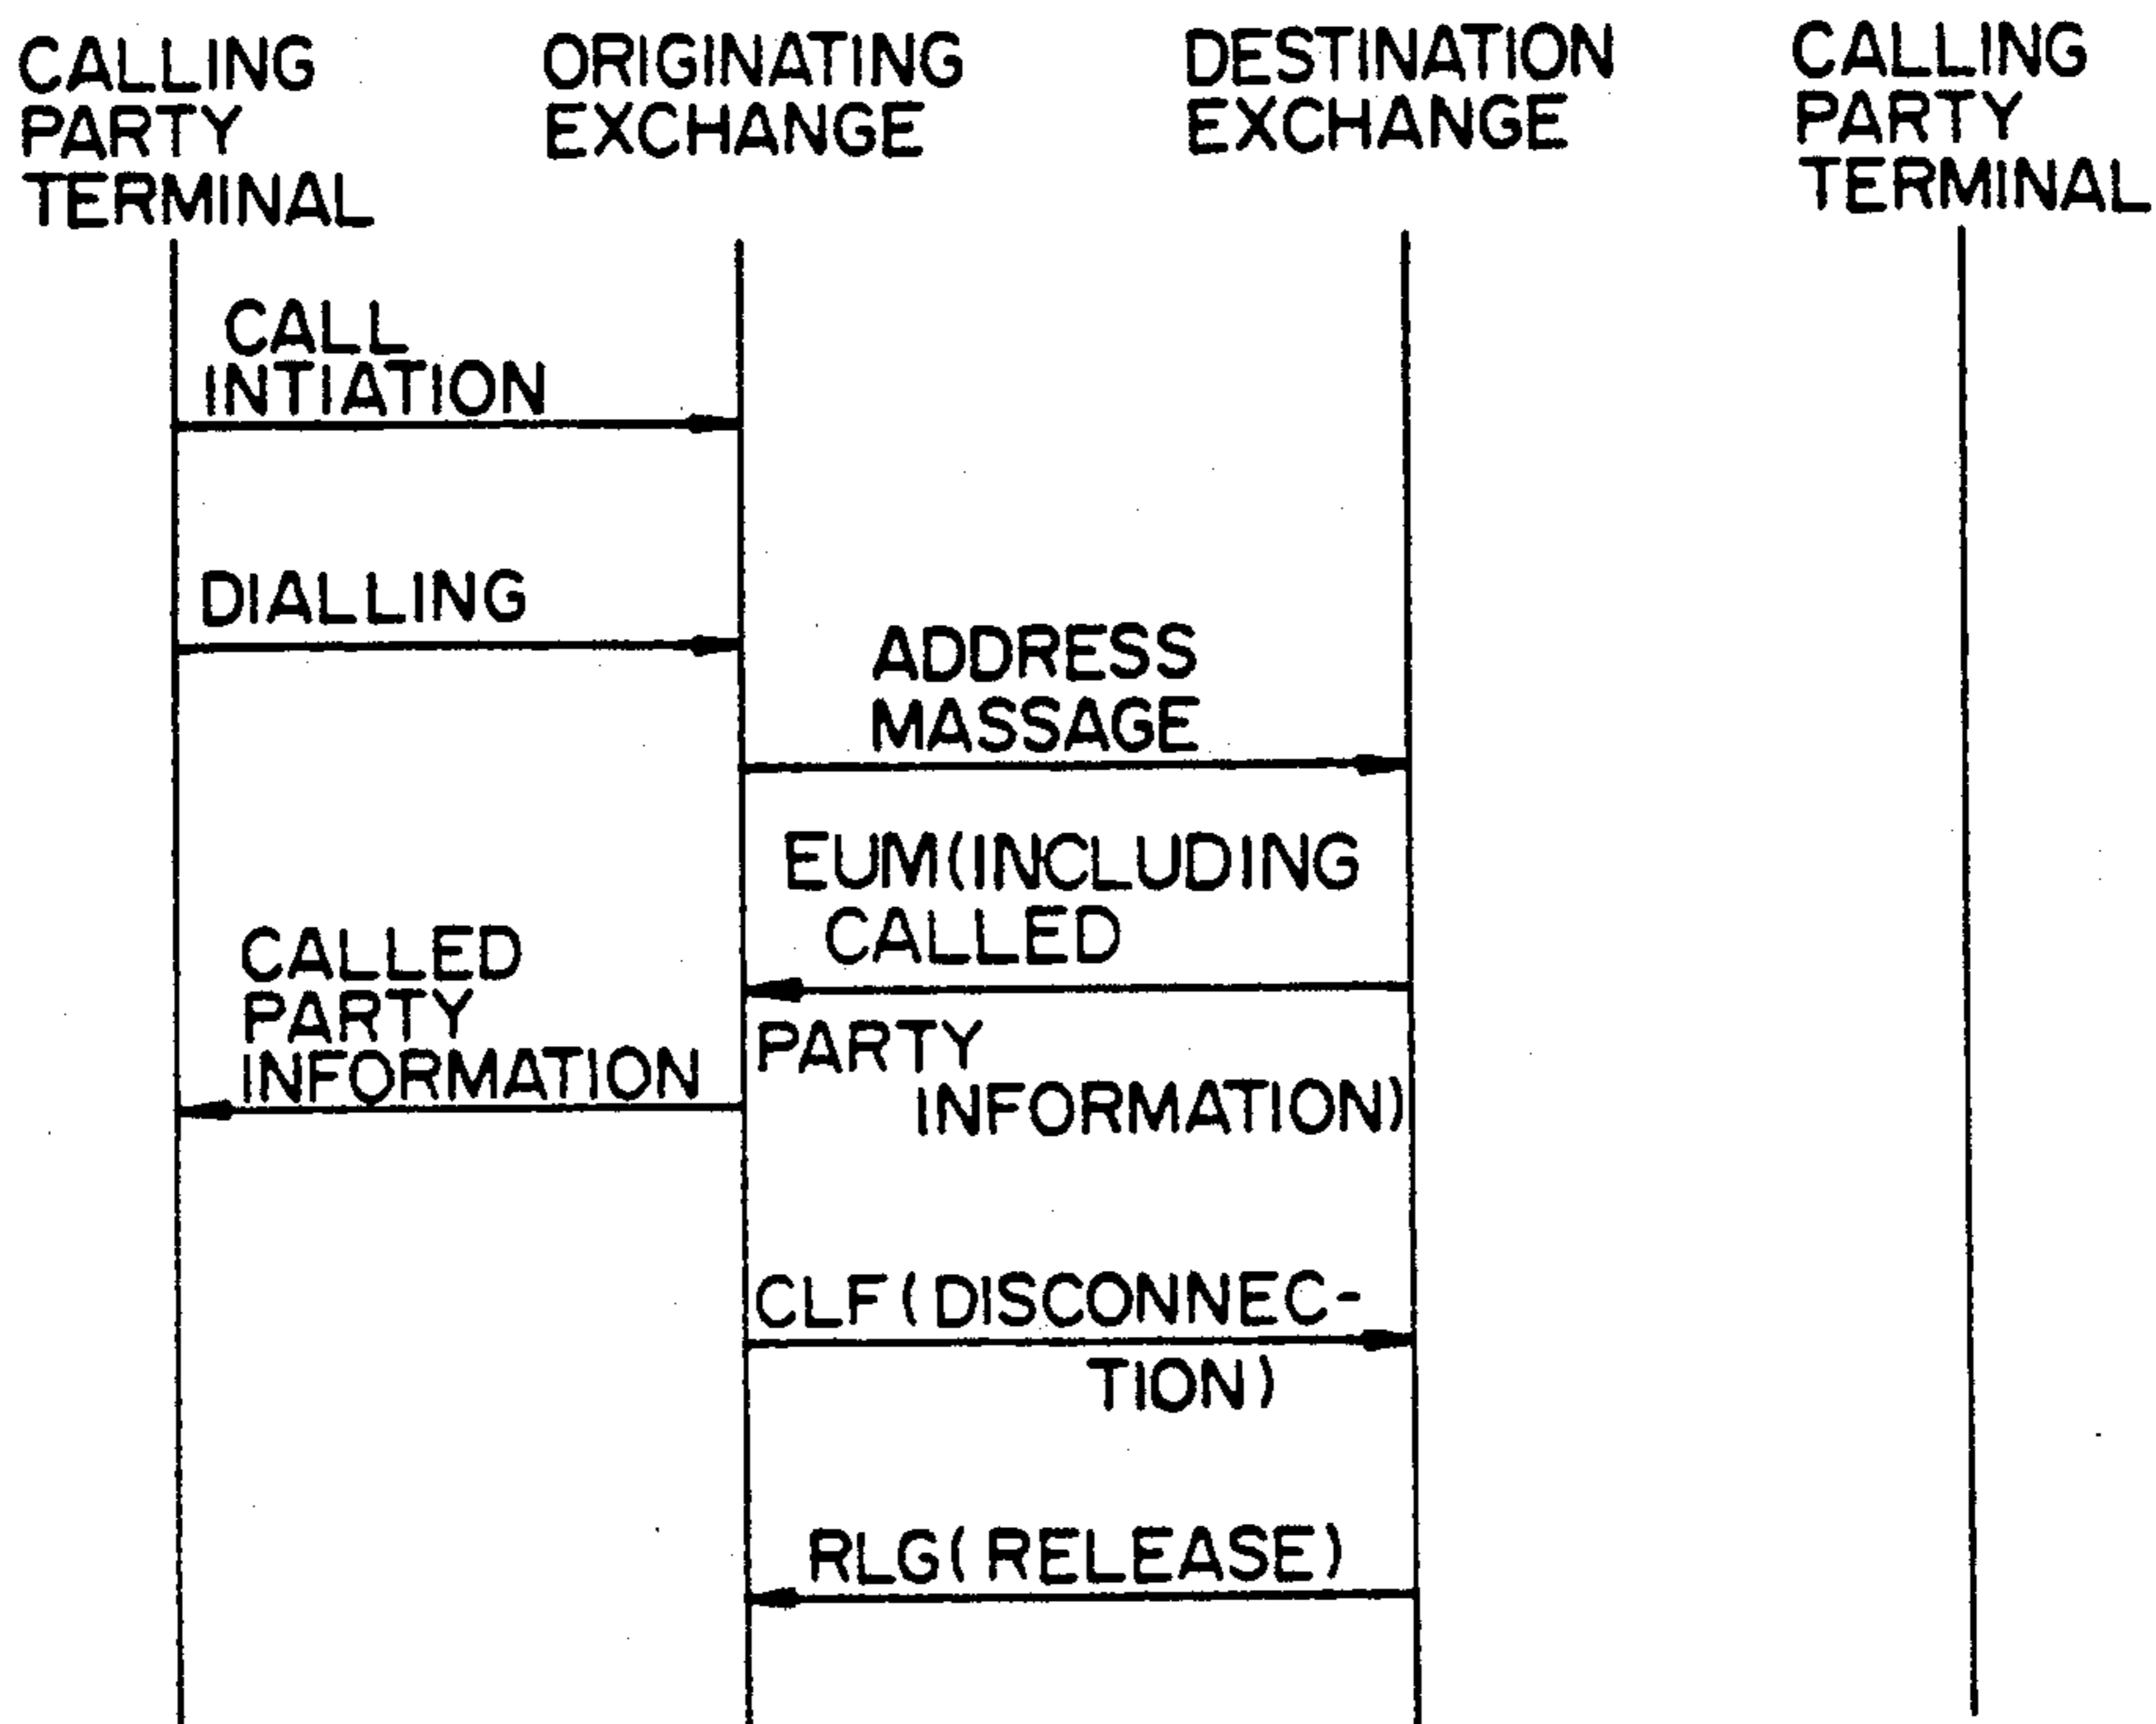 CALLING
PARTY
TERMINAL
ORIGINATING
EXCHANGE
DESTINATION
EXCHANGE
CALLING
PARTY
TERMINAL
CALL
INTIATION
DIALLING
ADDRESS
MASSAGE
EUM(INCLUDING
CALLED
PARTY
INFORMATION)
CALLED
PARTY
INFORMATION
CLF(DISCONNEC-
TION)
RLG(RELEASE)